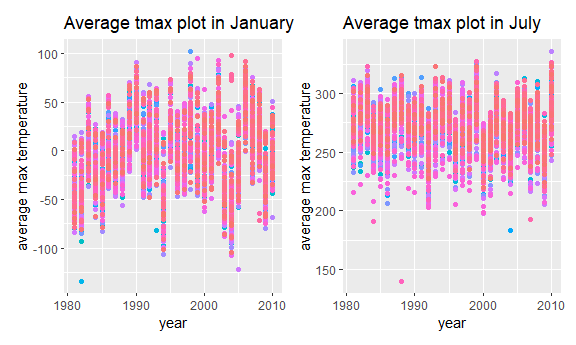 Average tmax plot in January
average max temperature
100
50
0
-50
-100
1980
1990
2000
2010
year
Average tmax plot in July
average max temperature
300
250
200
150
1980
1990
2000
2010
year